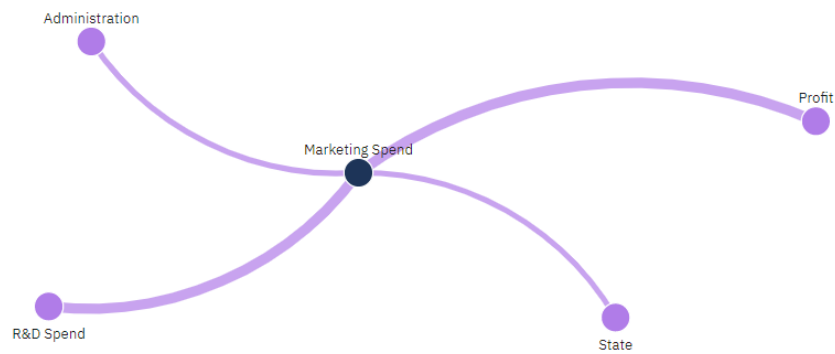 Administration
Profit
Marketing Spend
R&D Spend
State